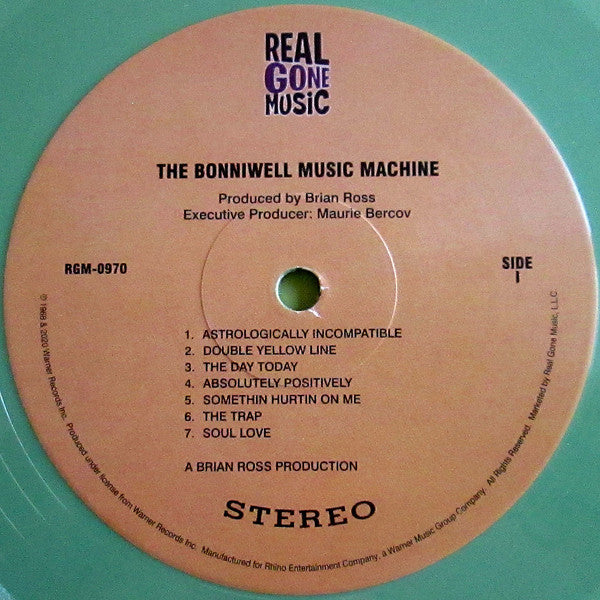 REAL
GONE
MUSiC
THE BONNIWELL MUSIC MACHINE
Produced by Brian Ross
Executive Producer: Maurie Bercov
RGM-0970
SIDE
I
1. ASTROLOGICALLY INCOMPATIBLE
2. DOUBLE YELLOW LINE
3. THE DAY TODAY
4. ABSOLUTELY POSITIVELY
5. SOMETHIN HURTIN ON ME
6. THE TRAP
7. SOUL LOVE
A BRIAN ROSS PRODUCTION
STEREO
℗ 1968 & 2020 Warner Records Inc. Produced under license from Warner Records Inc. Manufactured for Rhino Entertainment Company, a Warner Music Group Company. All Rights Reserved. Marketed by Real Gone Music, L.L.C.